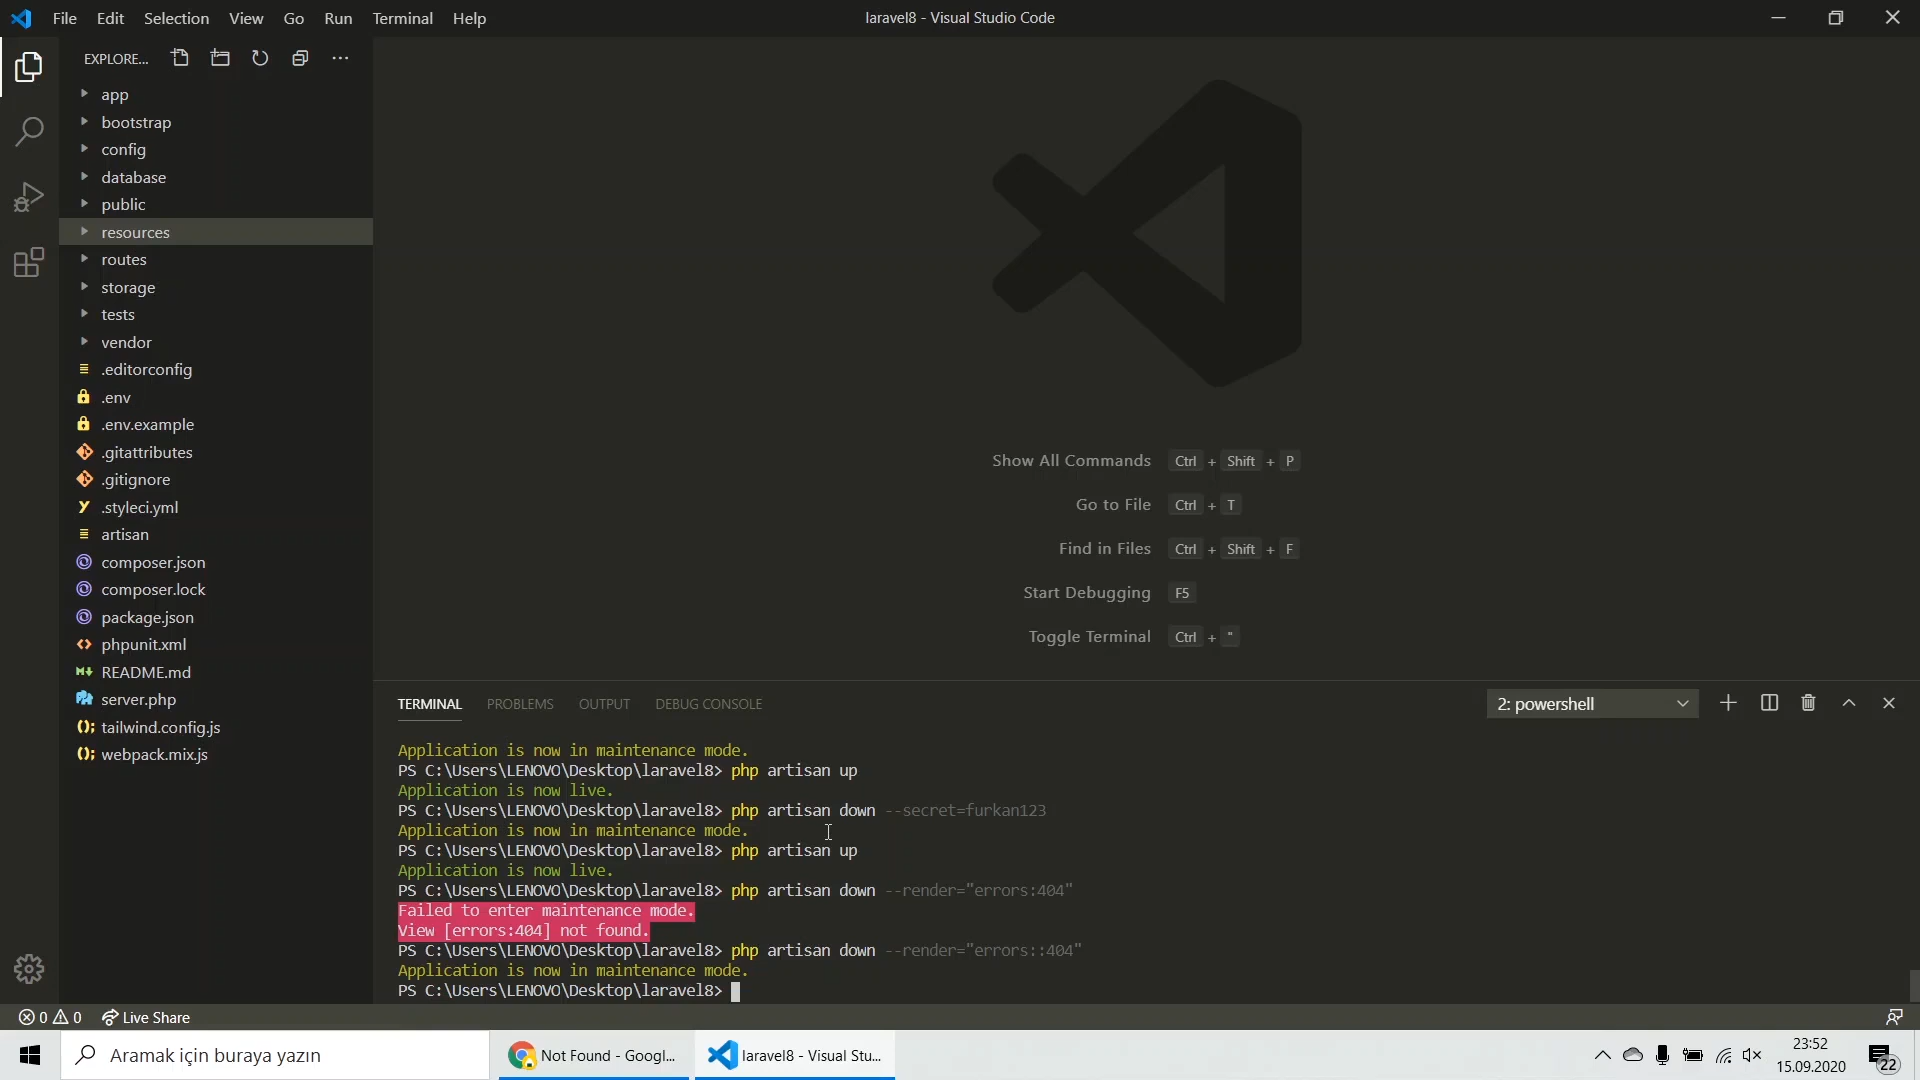 File Edit Selection View Go Run Terminal Help
laravel8 - Visual Studio Code
EXPLORE...
app
bootstrap
config
database
public
resources
routes
storage
tests
vendor
.editorconfig
.env
.env.example
.gitattributes
.gitignore
.styleci.yml
artisan
composer.json
composer.lock
package.json
phpunit.xml
README.md
server.php
tailwind.config.js
webpack.mix.js
Show All Commands Ctrl + Shift + P
Go to File Ctrl + T
Find in Files Ctrl + Shift + F
Start Debugging F5
Toggle Terminal Ctrl + "
TERMINAL PROBLEMS OUTPUT DEBUG CONSOLE
2: powershell
Application is now in maintenance mode.
PS C:\Users\LENOVO\Desktop\laravel8> php artisan up
Application is now live.
PS C:\Users\LENOVO\Desktop\laravel8> php artisan down --secret=furkan123
Application is now in maintenance mode.
PS C:\Users\LENOVO\Desktop\laravel8> php artisan up
Application is now live.
PS C:\Users\LENOVO\Desktop\laravel8> php artisan down --render="errors:404"
Failed to enter maintenance mode.
View [errors:404] not found.
PS C:\Users\LENOVO\Desktop\laravel8> php artisan down --render="errors::404"
Application is now in maintenance mode.
PS C:\Users\LENOVO\Desktop\laravel8>
0 0 Live Share
Aramak için buraya yazın
Not Found - Googl...
laravel8 - Visual Stu...
23:52
15.09.2020
22